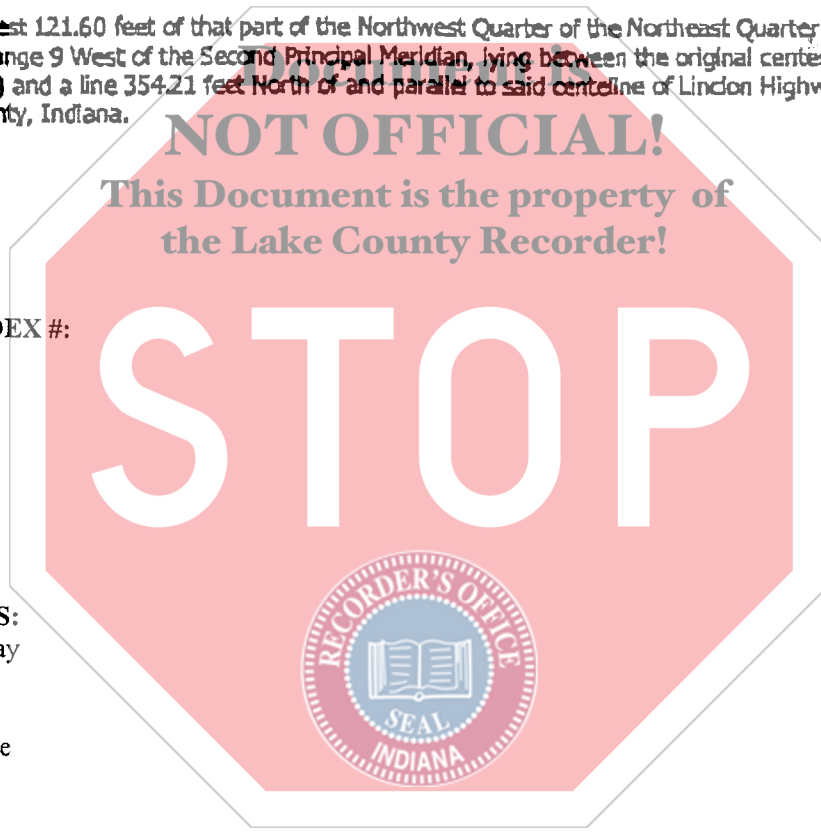 est 121.60 feet of that part of the Northwest Quarter of the Northeast Quarter
nge 9 West of the Second Principal Meridian, lying between the original cente
) and a line 354.21 feet North of and parallel to said centeline of Lincloln Highw
nty, Indiana.
Document is
NOT OFFICIAL!
This Document is the property of
the Lake County Recorder!
DEX #:
STOP
S:
ay
e
RECORDER'S OFFICE
SEAL
INDIANA